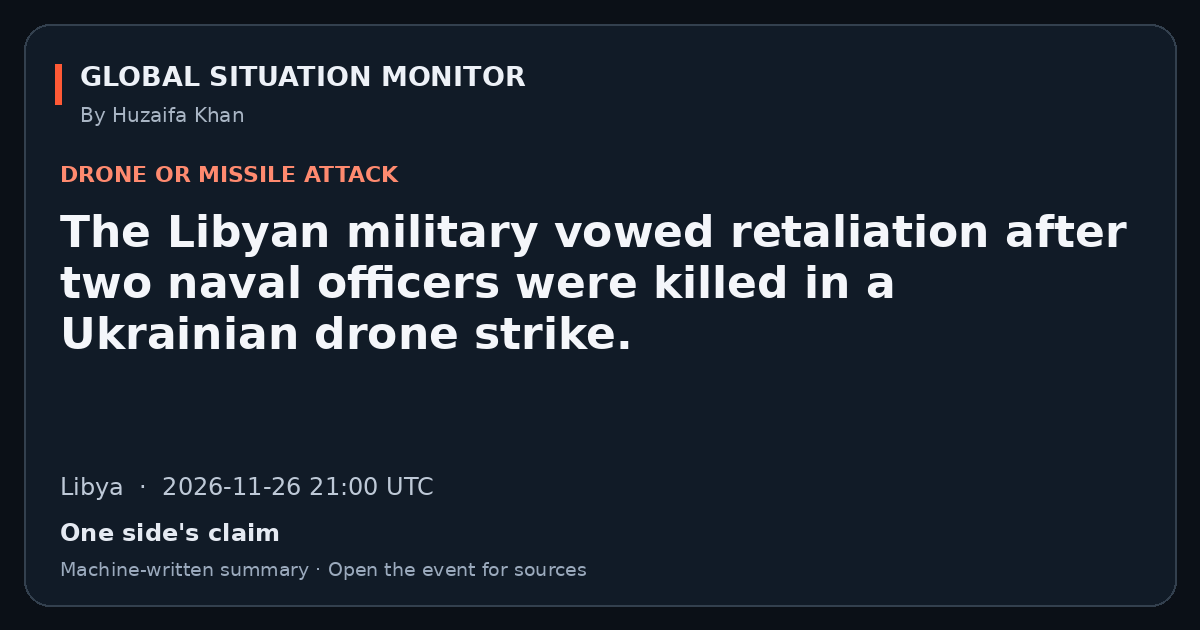 GLOBAL SITUATION MONITOR
By Huzaifa Khan
DRONE OR MISSILE ATTACK
The Libyan military vowed retaliation after
two naval officers were killed in a
Ukrainian drone strike.
Libya · 2026-11-26 21:00 UTC
One side's claim
Machine-written summary · Open the event for sources